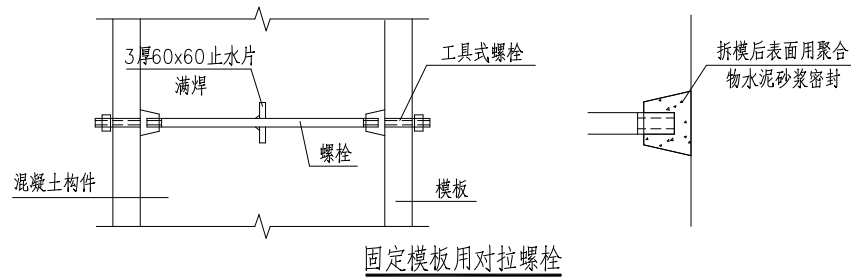 3厚60x60止水片
满焊
工具式螺栓
拆模后表面用聚合
物水泥砂浆密封
螺栓
混凝土构件
模板
固定模板用对拉螺栓